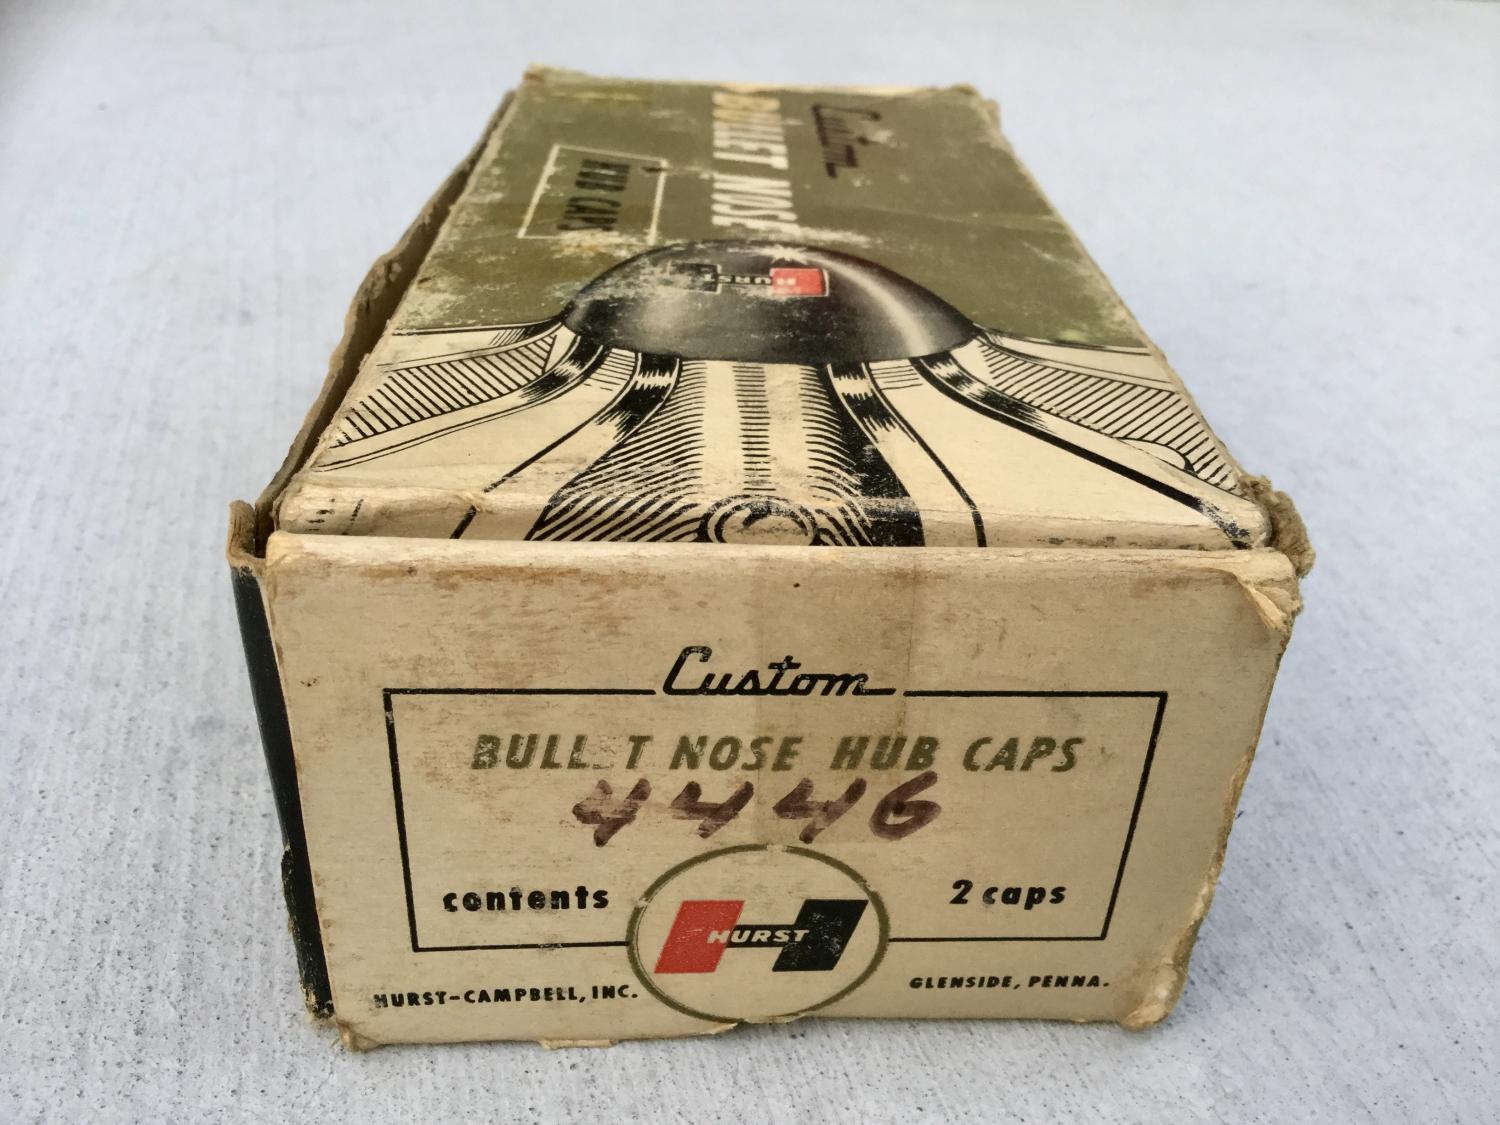 Custom
BULLET NOSE
HUB CAPS
HURST
Custom
BULL T NOSE HUB CAPS
4446
contents 2 caps
HURST
HURST-CAMPBELL, INC. GLENSIDE, PENNA.